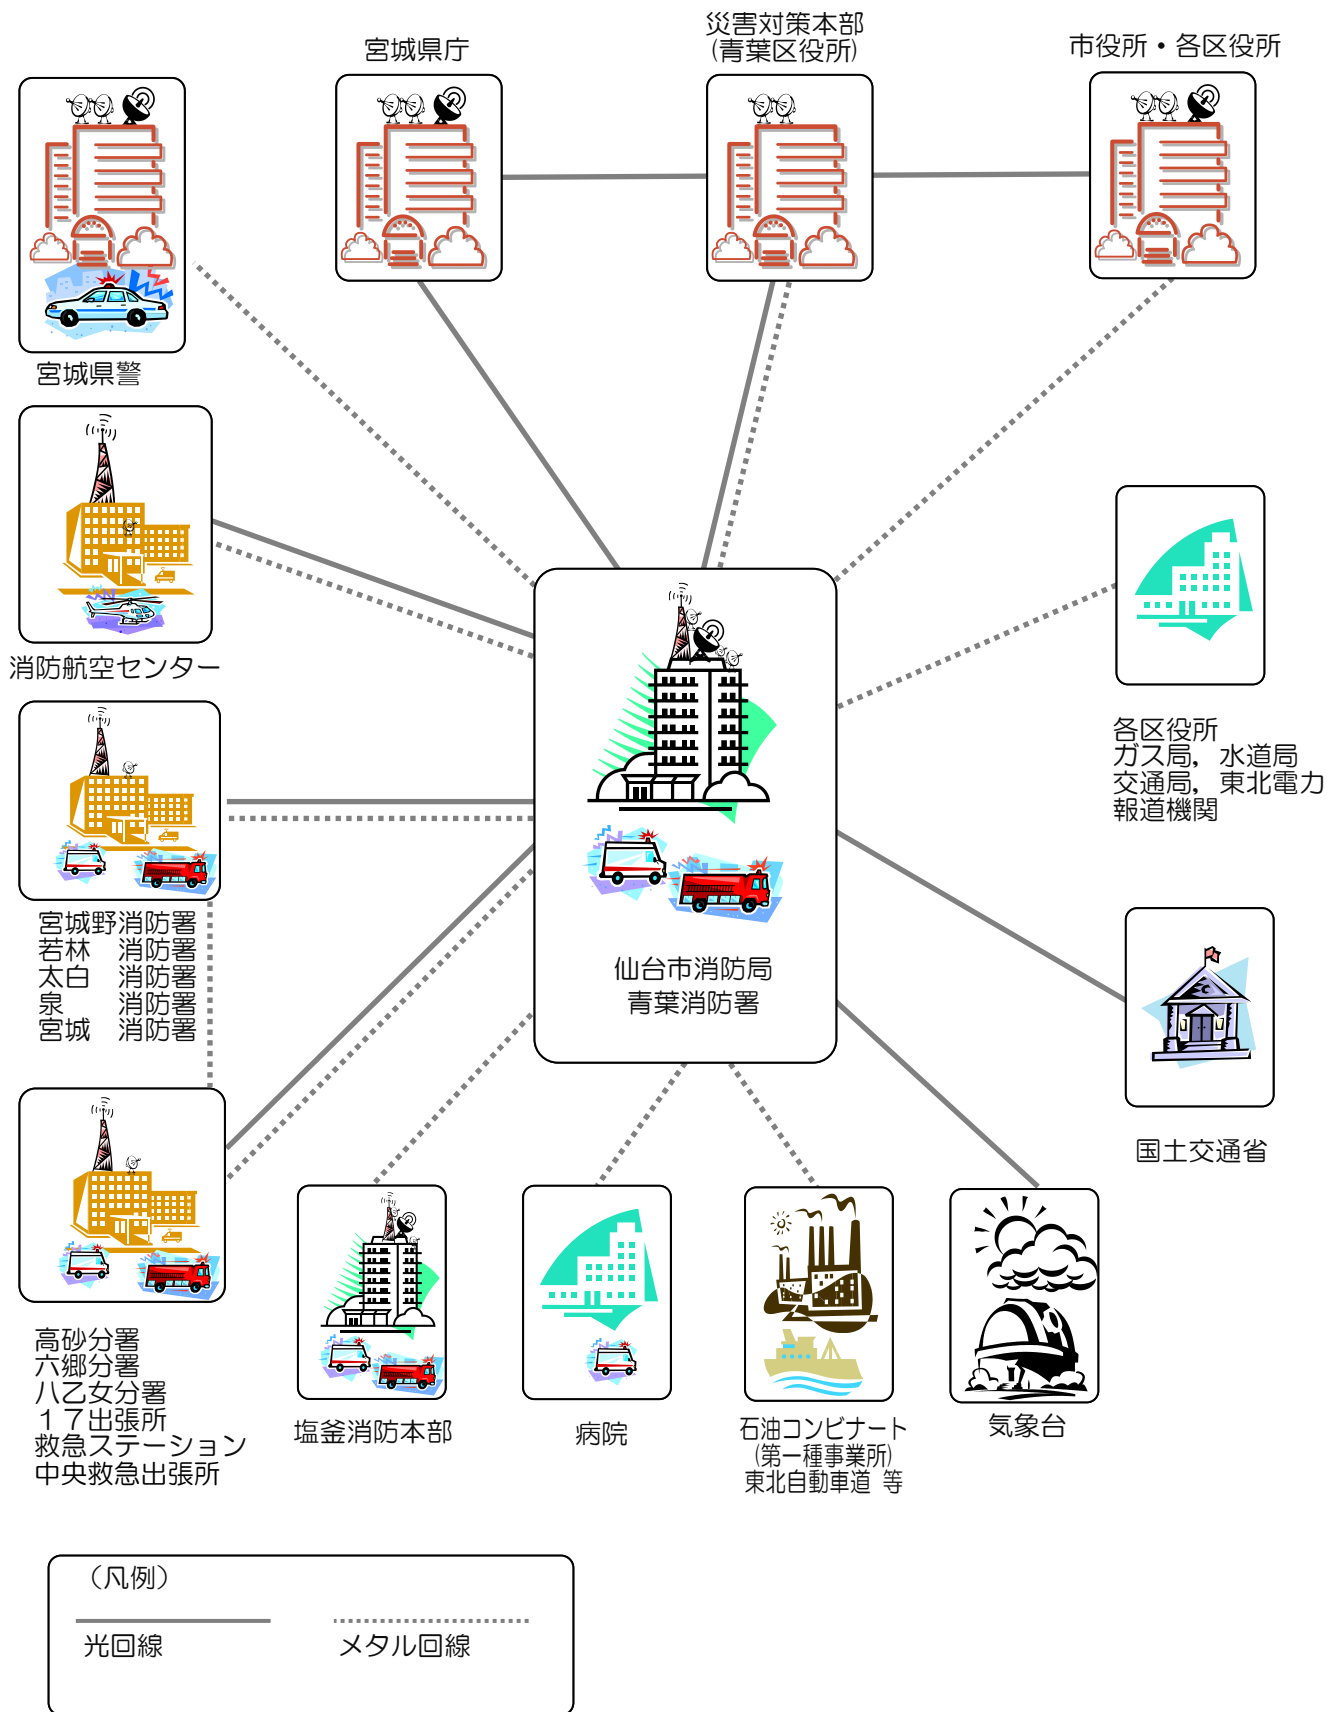 宮城県庁
災害対策本部
(青葉区役所)
市役所・各区役所
宮城県警
消防航空センター
各区役所
ガス局，水道局
交通局，東北電力
報道機関
宮城野消防署
若林　消防署
太白　消防署
泉　　消防署
宮城　消防署
仙台市消防局
青葉消防署
国土交通省
高砂分署
六郷分署
八乙女分署
１７出張所
救急ステーション
中央救急出張所
塩釜消防本部
病院
石油コンビナート
(第一種事業所)
東北自動車道 等
気象台
（凡例）
光回線
メタル回線